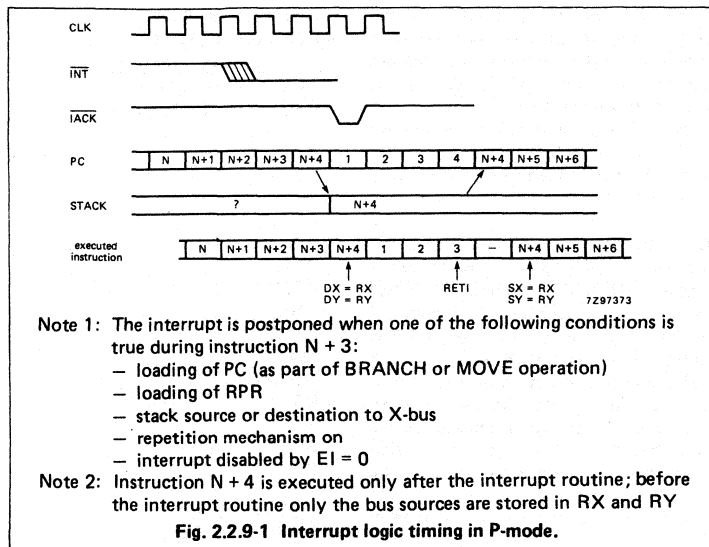 CLK
INT
IACK
PC N N+1 N+2 N+3 N+4 1 2 3 4 N+4 N+5 N+6
STACK ? N+4
executed
instruction
N N+1 N+2 N+3 N+4 1 2 3 – N+4 N+5 N+6
DX = RX RETI SX = RX
DY = RY SY = RY 7Z97373
Note 1: The interrupt is postponed when one of the following conditions is
true during instruction N + 3:
— loading of PC (as part of BRANCH or MOVE operation)
— loading of RPR
— stack source or destination to X-bus
— repetition mechanism on
— interrupt disabled by EI = 0
Note 2: Instruction N + 4 is executed only after the interrupt routine; before
the interrupt routine only the bus sources are stored in RX and RY
Fig. 2.2.9-1 Interrupt logic timing in P-mode.